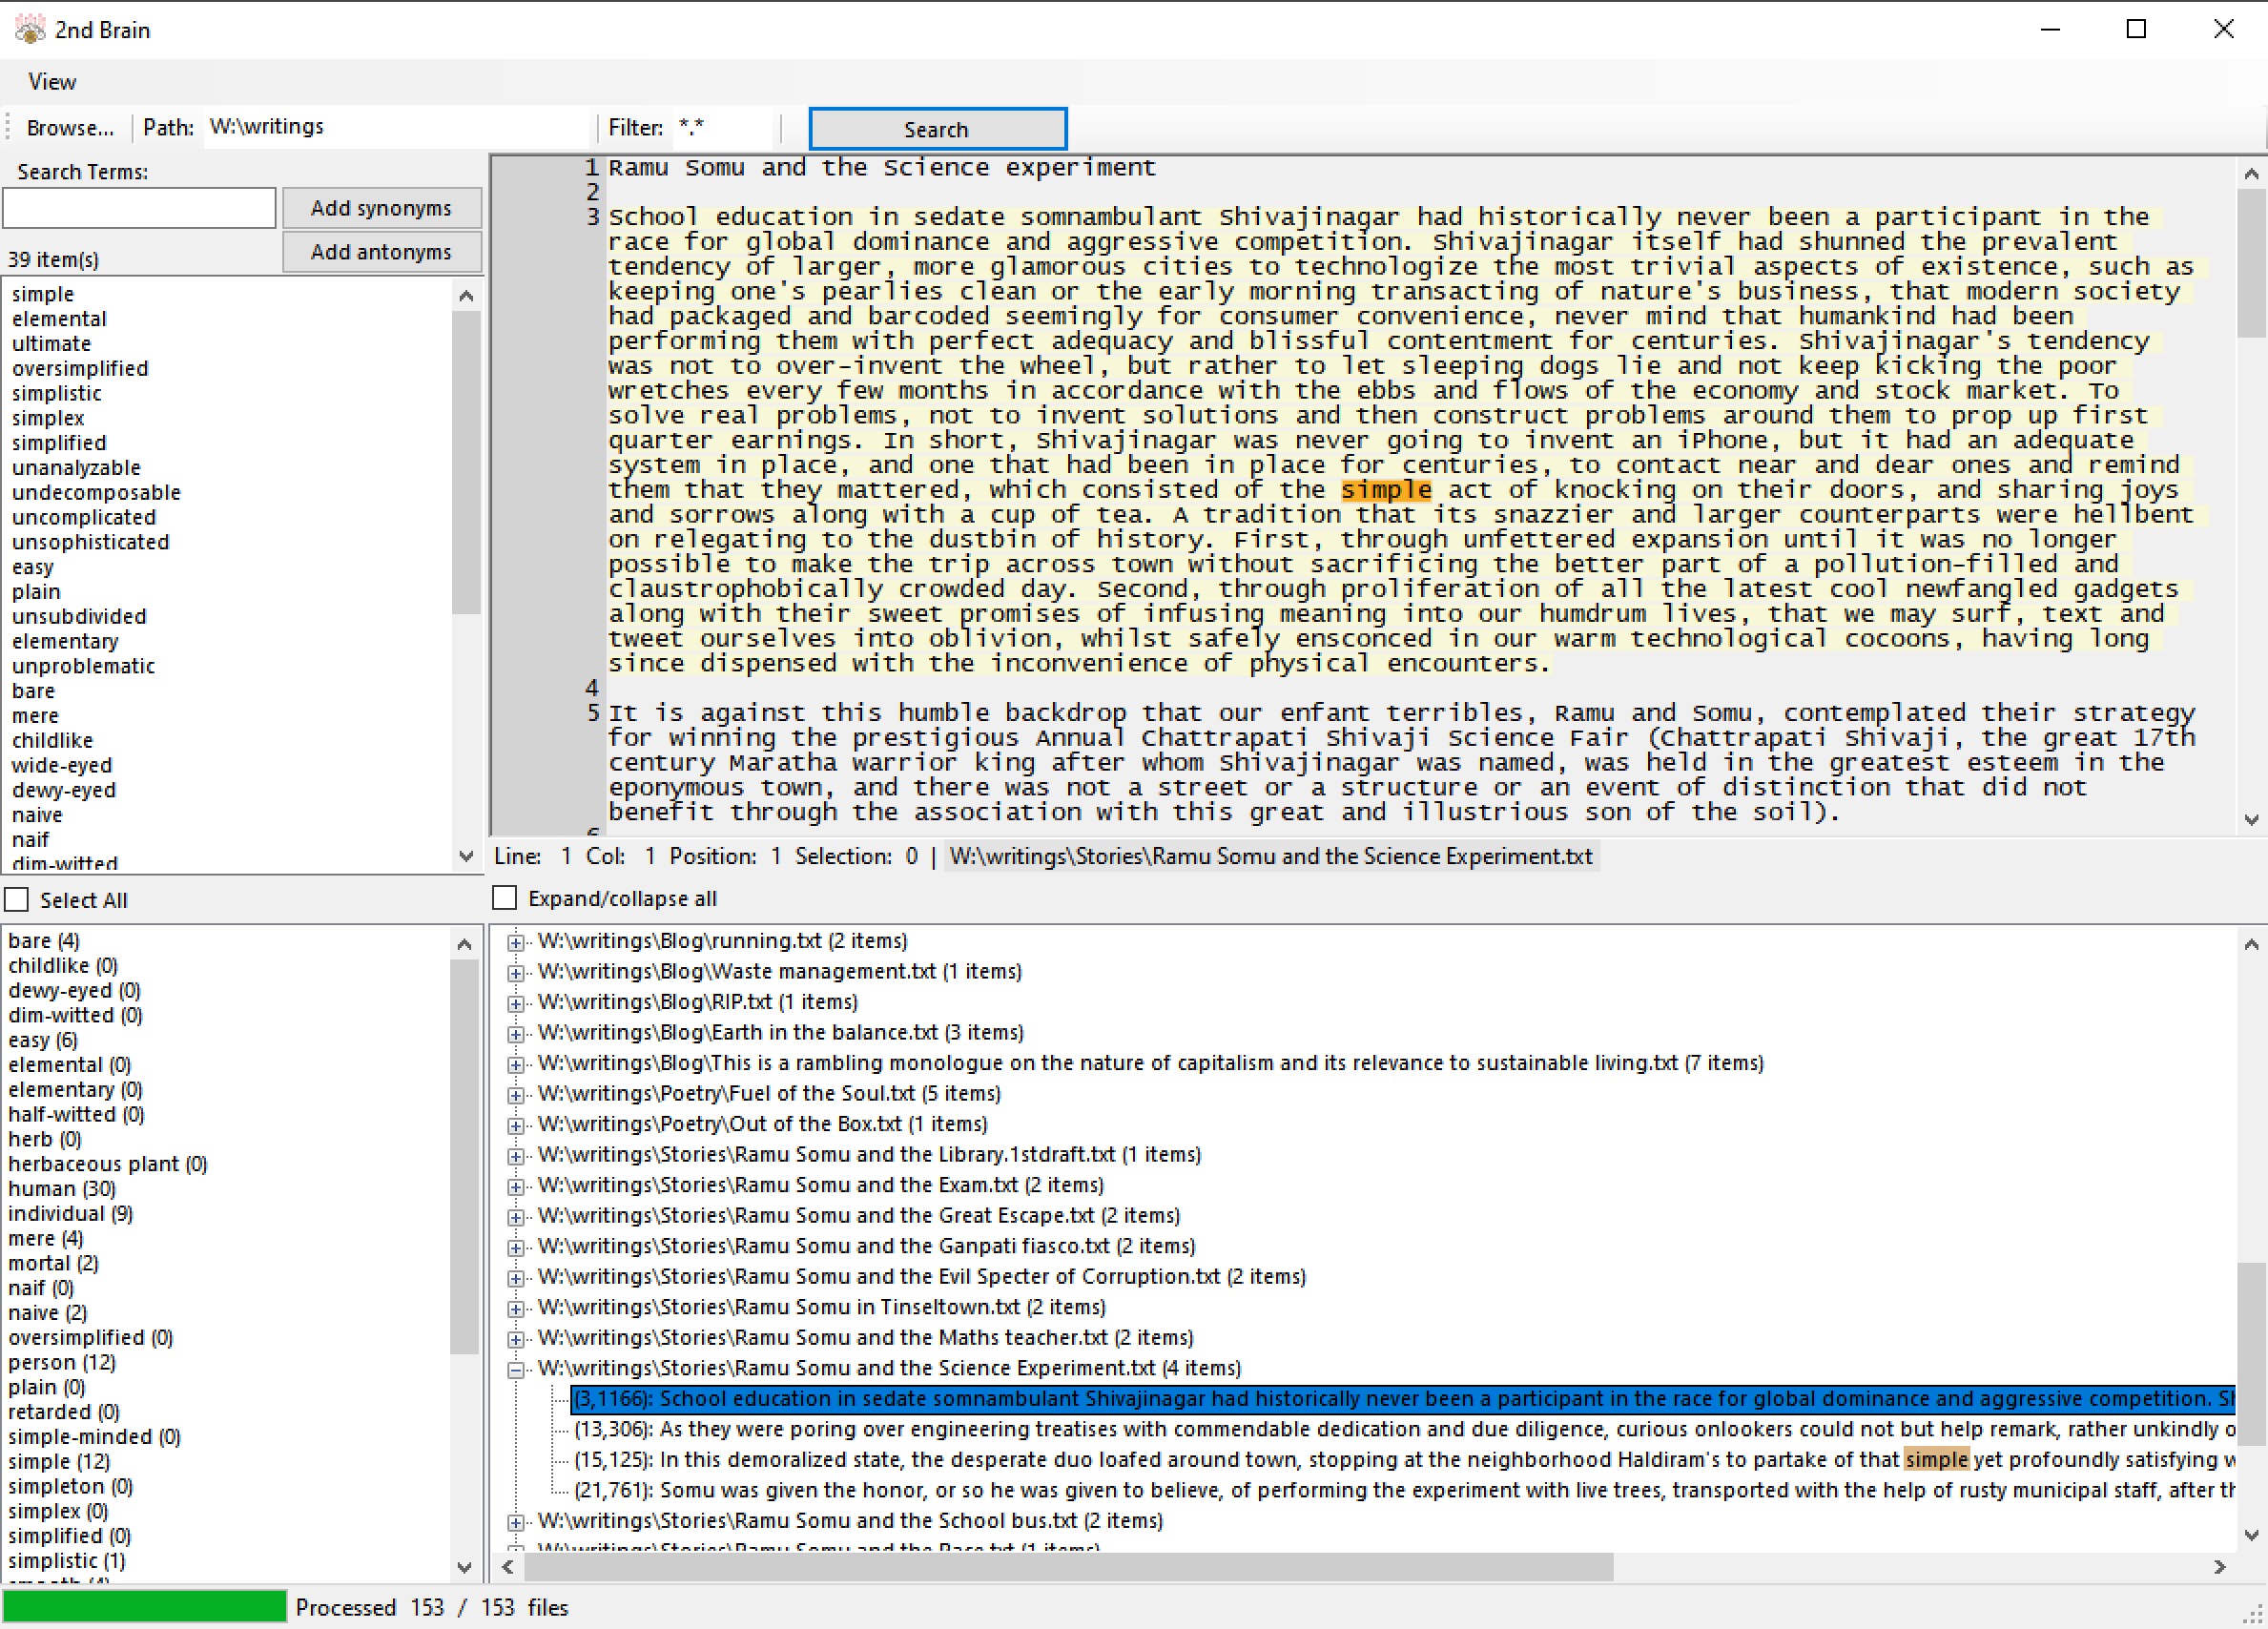 2nd Brain
View
Browse... Path: W:\writings Filter: *.* Search
Search Terms:
Add synonyms
Add antonyms
39 item(s)
simple
elemental
ultimate
oversimplified
simplistic
simplex
simplified
unanalyzable
undecomposable
uncomplicated
unsophisticated
easy
plain
unsubdivided
elementary
unproblematic
bare
mere
childlike
wide-eyed
dewy-eyed
naive
naif
dim-witted
1 Ramu Somu and the Science experiment
2
3 School education in sedate somnambulant Shivajinagar had historically never been a participant in the
race for global dominance and aggressive competition. Shivajinagar itself had shunned the prevalent
tendency of larger, more glamorous cities to technologize the most trivial aspects of existence, such as
keeping one's pearlies clean or the early morning transacting of nature's business, that modern society
had packaged and barcoded seemingly for consumer convenience, never mind that humankind had been
performing them with perfect adequacy and blissful contentment for centuries. Shivajinagar's tendency
was not to over-invent the wheel, but rather to let sleeping dogs lie and not keep kicking the poor
wretches every few months in accordance with the ebbs and flows of the economy and stock market. To
solve real problems, not to invent solutions and then construct problems around them to prop up first
quarter earnings. In short, Shivajinagar was never going to invent an iPhone, but it had an adequate
system in place, and one that had been in place for centuries, to contact near and dear ones and remind
them that they mattered, which consisted of the simple act of knocking on their doors, and sharing joys
and sorrows along with a cup of tea. A tradition that its snazzier and larger counterparts were hellbent
on relegating to the dustbin of history. First, through unfettered expansion until it was no longer
possible to make the trip across town without sacrificing the better part of a pollution-filled and
claustrophobically crowded day. Second, through proliferation of all the latest cool newfangled gadgets
along with their sweet promises of infusing meaning into our humdrum lives, that we may surf, text and
tweet ourselves into oblivion, whilst safely ensconced in our warm technological cocoons, having long
since dispensed with the inconvenience of physical encounters.
4
5 It is against this humble backdrop that our enfant terribles, Ramu and Somu, contemplated their strategy
for winning the prestigious Annual Chattrapati Shivaji Science Fair (Chattrapati Shivaji, the great 17th
century Maratha warrior king after whom Shivajinagar was named, was held in the greatest esteem in the
eponymous town, and there was not a street or a structure or an event of distinction that did not
benefit through the association with this great and illustrious son of the soil).
6
Line: 1 Col: 1 Position: 1 Selection: 0 | W:\writings\Stories\Ramu Somu and the Science Experiment.txt
Select All
Expand/collapse all
bare (4)
childlike (0)
dewy-eyed (0)
dim-witted (0)
easy (6)
elemental (0)
elementary (0)
half-witted (0)
herb (0)
herbaceous plant (0)
human (30)
individual (9)
mere (4)
mortal (2)
naif (0)
naive (2)
oversimplified (0)
person (12)
plain (0)
retarded (0)
simple-minded (0)
simple (12)
simpleton (0)
simplex (0)
simplified (0)
simplistic (1)
smooth (4)
W:\writings\Blog\running.txt (2 items)
W:\writings\Blog\Waste management.txt (1 items)
W:\writings\Blog\RIP.txt (1 items)
W:\writings\Blog\Earth in the balance.txt (3 items)
W:\writings\Blog\This is a rambling monologue on the nature of capitalism and its relevance to sustainable living.txt (7 items)
W:\writings\Poetry\Fuel of the Soul.txt (5 items)
W:\writings\Poetry\Out of the Box.txt (1 items)
W:\writings\Stories\Ramu Somu and the Library.1stdraft.txt (1 items)
W:\writings\Stories\Ramu Somu and the Exam.txt (2 items)
W:\writings\Stories\Ramu Somu and the Great Escape.txt (2 items)
W:\writings\Stories\Ramu Somu and the Ganpati fiasco.txt (2 items)
W:\writings\Stories\Ramu Somu and the Evil Specter of Corruption.txt (2 items)
W:\writings\Stories\Ramu Somu in Tinseltown.txt (2 items)
W:\writings\Stories\Ramu Somu and the Maths teacher.txt (2 items)
W:\writings\Stories\Ramu Somu and the Science Experiment.txt (4 items)
(3,1166): School education in sedate somnambulant Shivajinagar had historically never been a participant in the race for global dominance and aggressive competition. Sh
(13,306): As they were poring over engineering treatises with commendable dedication and due diligence, curious onlookers could not but help remark, rather unkindly o
(15,125): In this demoralized state, the desperate duo loafed around town, stopping at the neighborhood Haldiram's to partake of that simple yet profoundly satisfying w
(21,761): Somu was given the honor, or so he was given to believe, of performing the experiment with live trees, transported with the help of rusty municipal staff, after th
W:\writings\Stories\Ramu Somu and the School bus.txt (2 items)
W:\writings\Stories\Ramu Somu and the Race.txt (1 items)
Processed 153 / 153 files